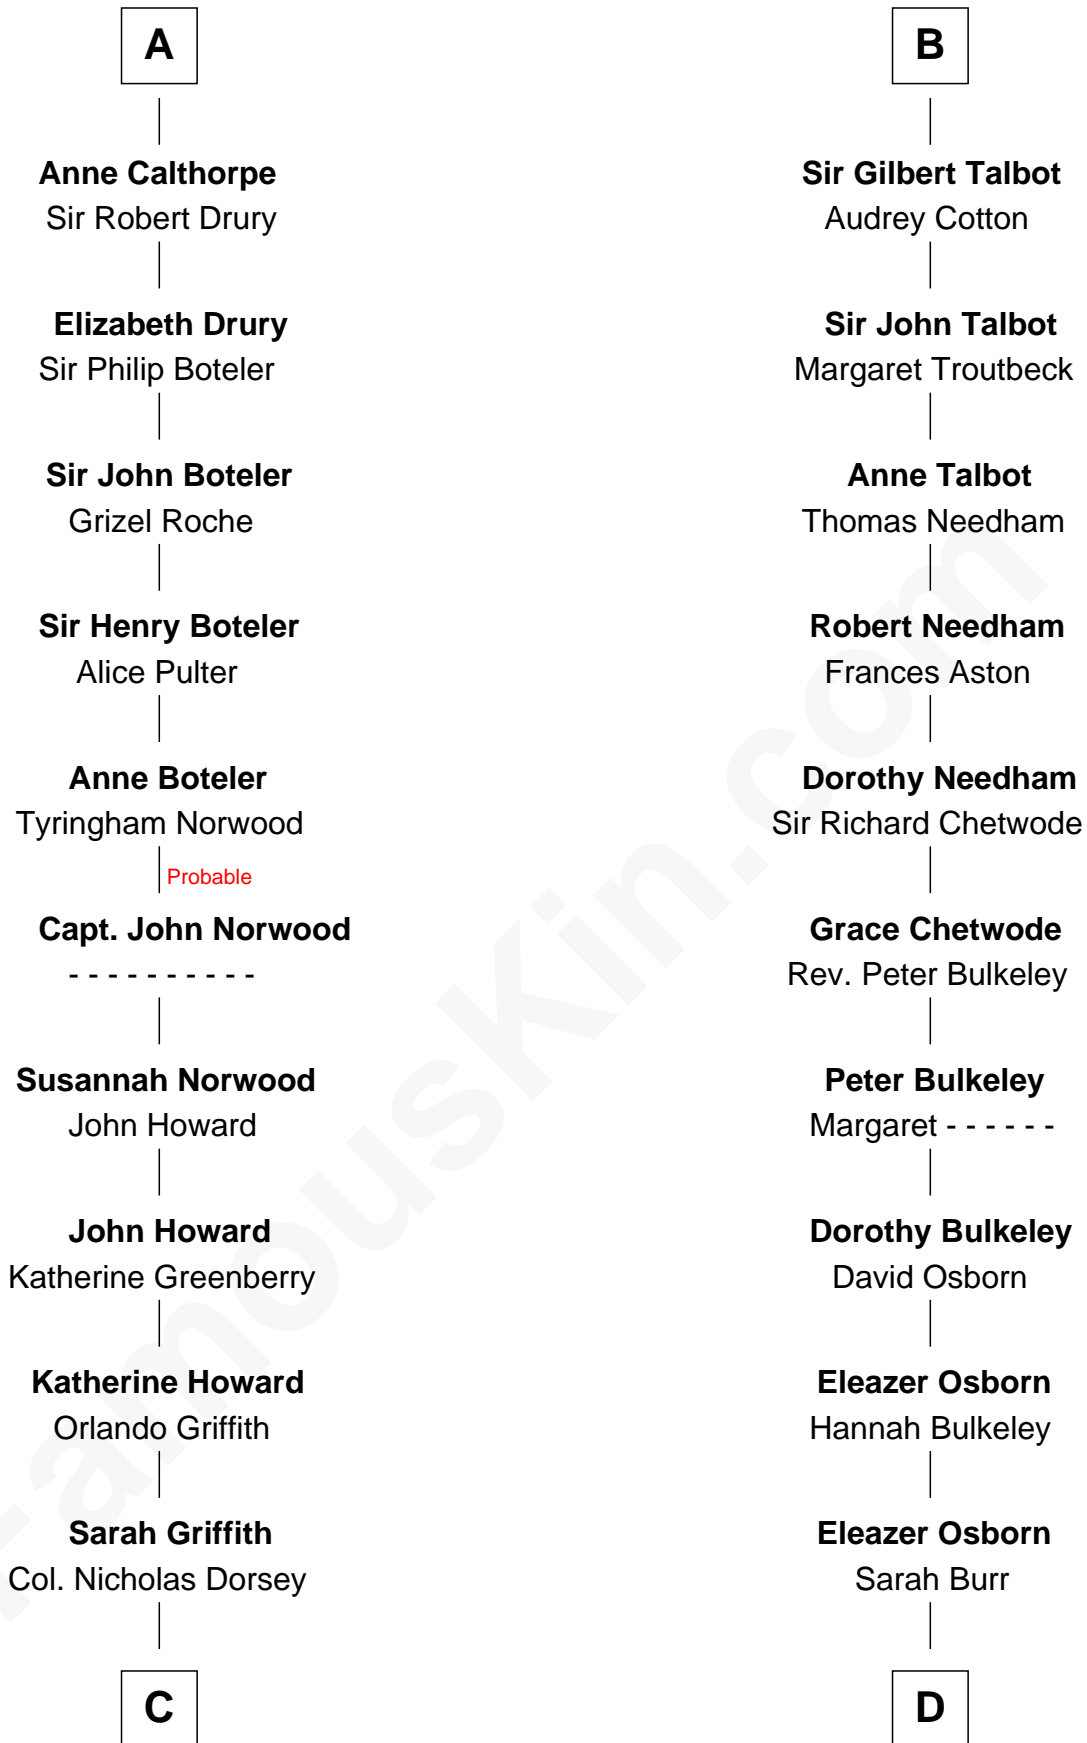 A
Anne Calthorpe
Sir Robert Drury
Elizabeth Drury
Sir Philip Boteler
Sir John Boteler
Grizel Roche
Sir Henry Boteler
Alice Pulter
Anne Boteler
Tyringham Norwood
Probable
Capt. John Norwood
- - - - - - - - - -
Susannah Norwood
John Howard
John Howard
Katherine Greenberry
Katherine Howard
Orlando Griffith
Sarah Griffith
Col. Nicholas Dorsey
C
B
Sir Gilbert Talbot
Audrey Cotton
Sir John Talbot
Margaret Troutbeck
Anne Talbot
Thomas Needham
Robert Needham
Frances Aston
Dorothy Needham
Sir Richard Chetwode
Grace Chetwode
Rev. Peter Bulkeley
Peter Bulkeley
Margaret - - - - - -
Dorothy Bulkeley
David Osborn
Eleazer Osborn
Hannah Bulkeley
Eleazer Osborn
Sarah Burr
D
FamousKin.com